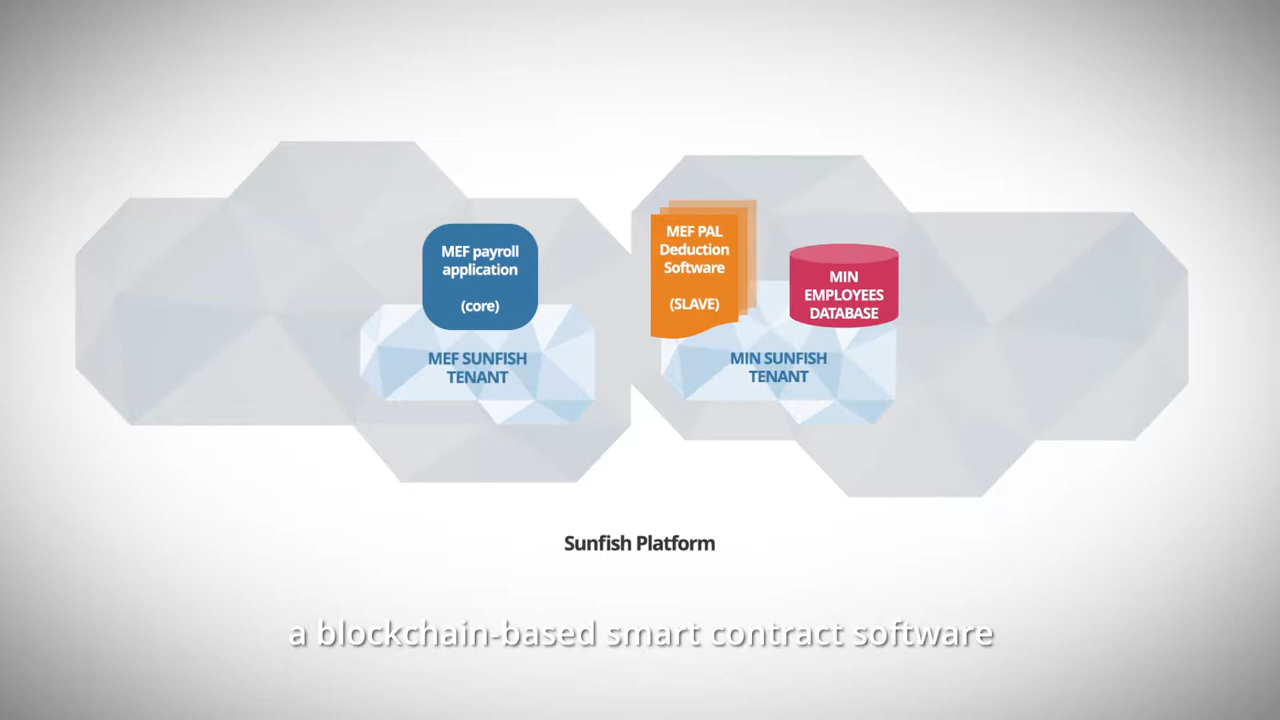 MEF payroll
application
(core)
MEF SUNFISH
TENANT
MEF PAL
Deduction
Software
(SLAVE)
MIN
EMPLOYEES
DATABASE
MIN SUNFISH
TENANT
Sunfish Platform
a blockchain-based smart contract software